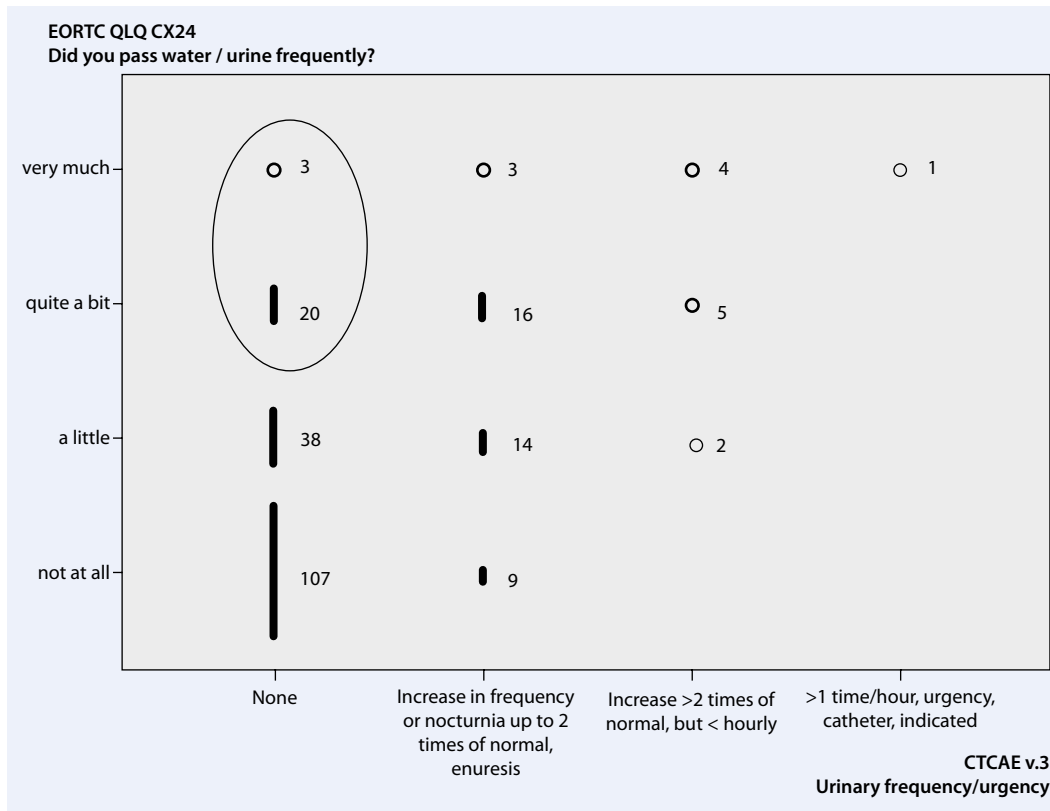 EORTC QLQ CX24
Did you pass water / urine frequently?
very much
3
3
4
1
quite a bit
20
16
5
a little
38
14
2
not at all
107
9
None
Increase in frequency
or nocturnia up to 2
times of normal,
enuresis
Increase >2 times of
normal, but < hourly
>1 time/hour, urgency,
catheter, indicated
CTCAE v.3
Urinary frequency/urgency